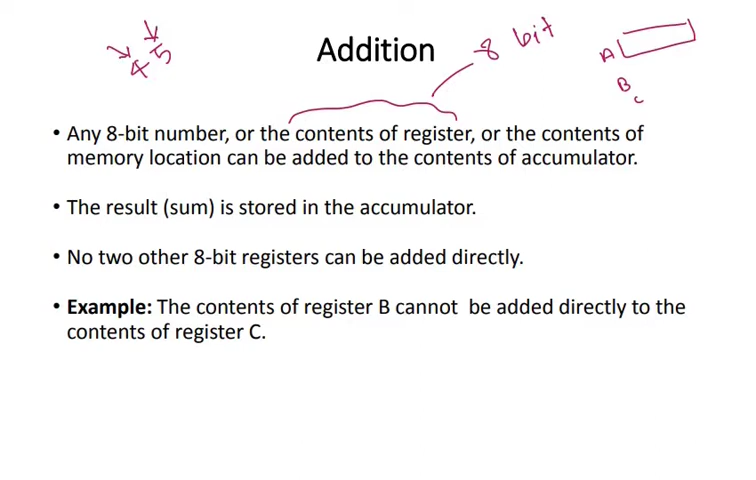 45
Addition
8 bit
A
B
C
• Any 8-bit number, or the contents of register, or the contents of
memory location can be added to the contents of accumulator.
• The result (sum) is stored in the accumulator.
• No two other 8-bit registers can be added directly.
• Example: The contents of register B cannot  be added directly to the
contents of register C.